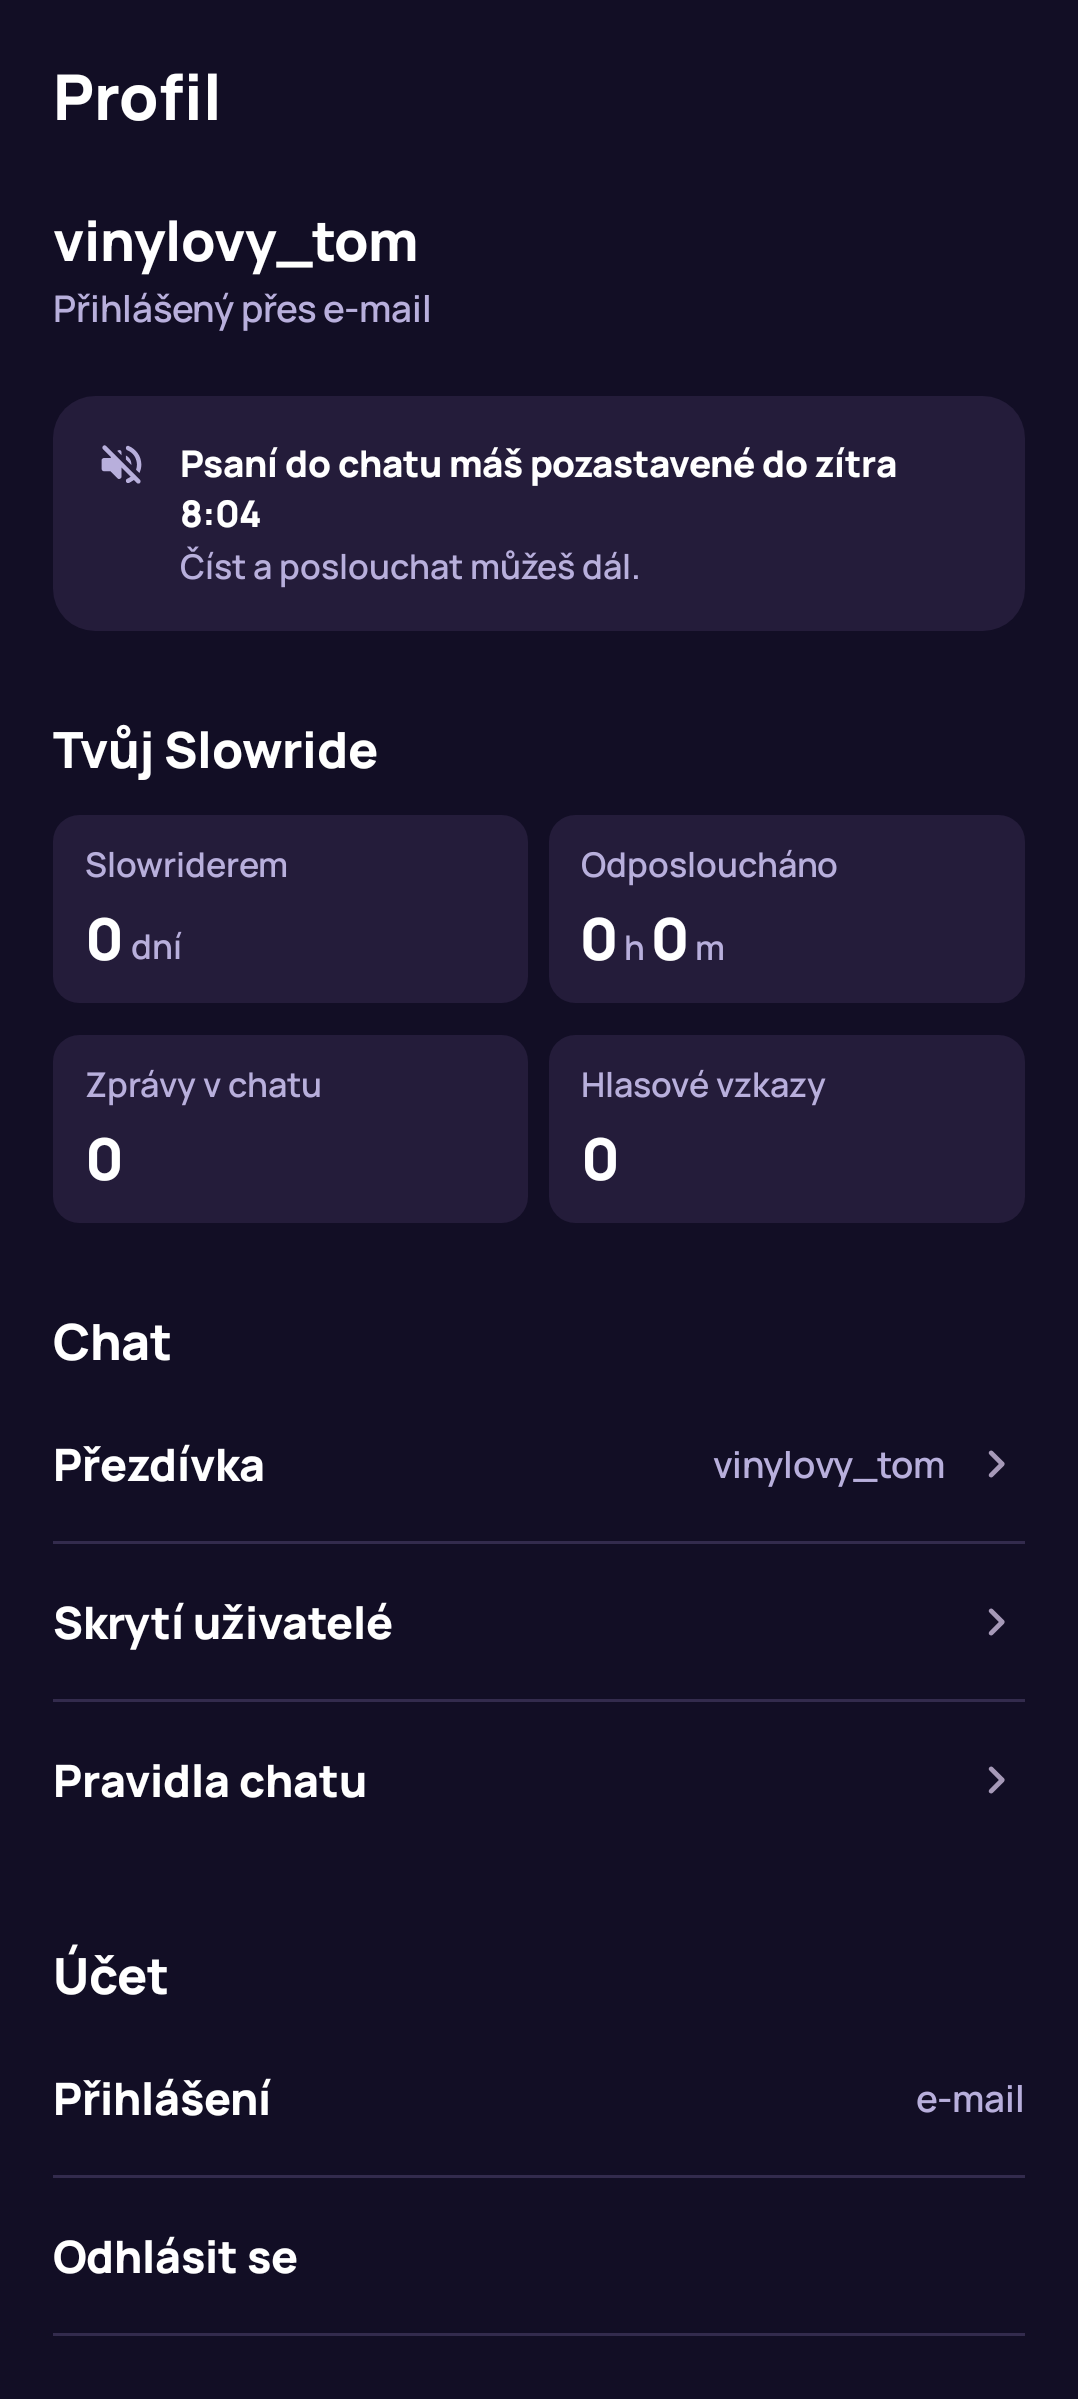 Profil
vinylovy_tom
Přihlášený přes e-mail
Psaní do chatu máš pozastavené do zítra
8:04
Číst a poslouchat můžeš dál.
Tvůj Slowride
Slowriderem
0 dní
Odposloucháno
0 h 0 m
Zprávy v chatu
0
Hlasové vzkazy
0
Chat
Přezdívka vinylovy_tom
Skrytí uživatelé
Pravidla chatu
Účet
Přihlášení e-mail
Odhlásit se